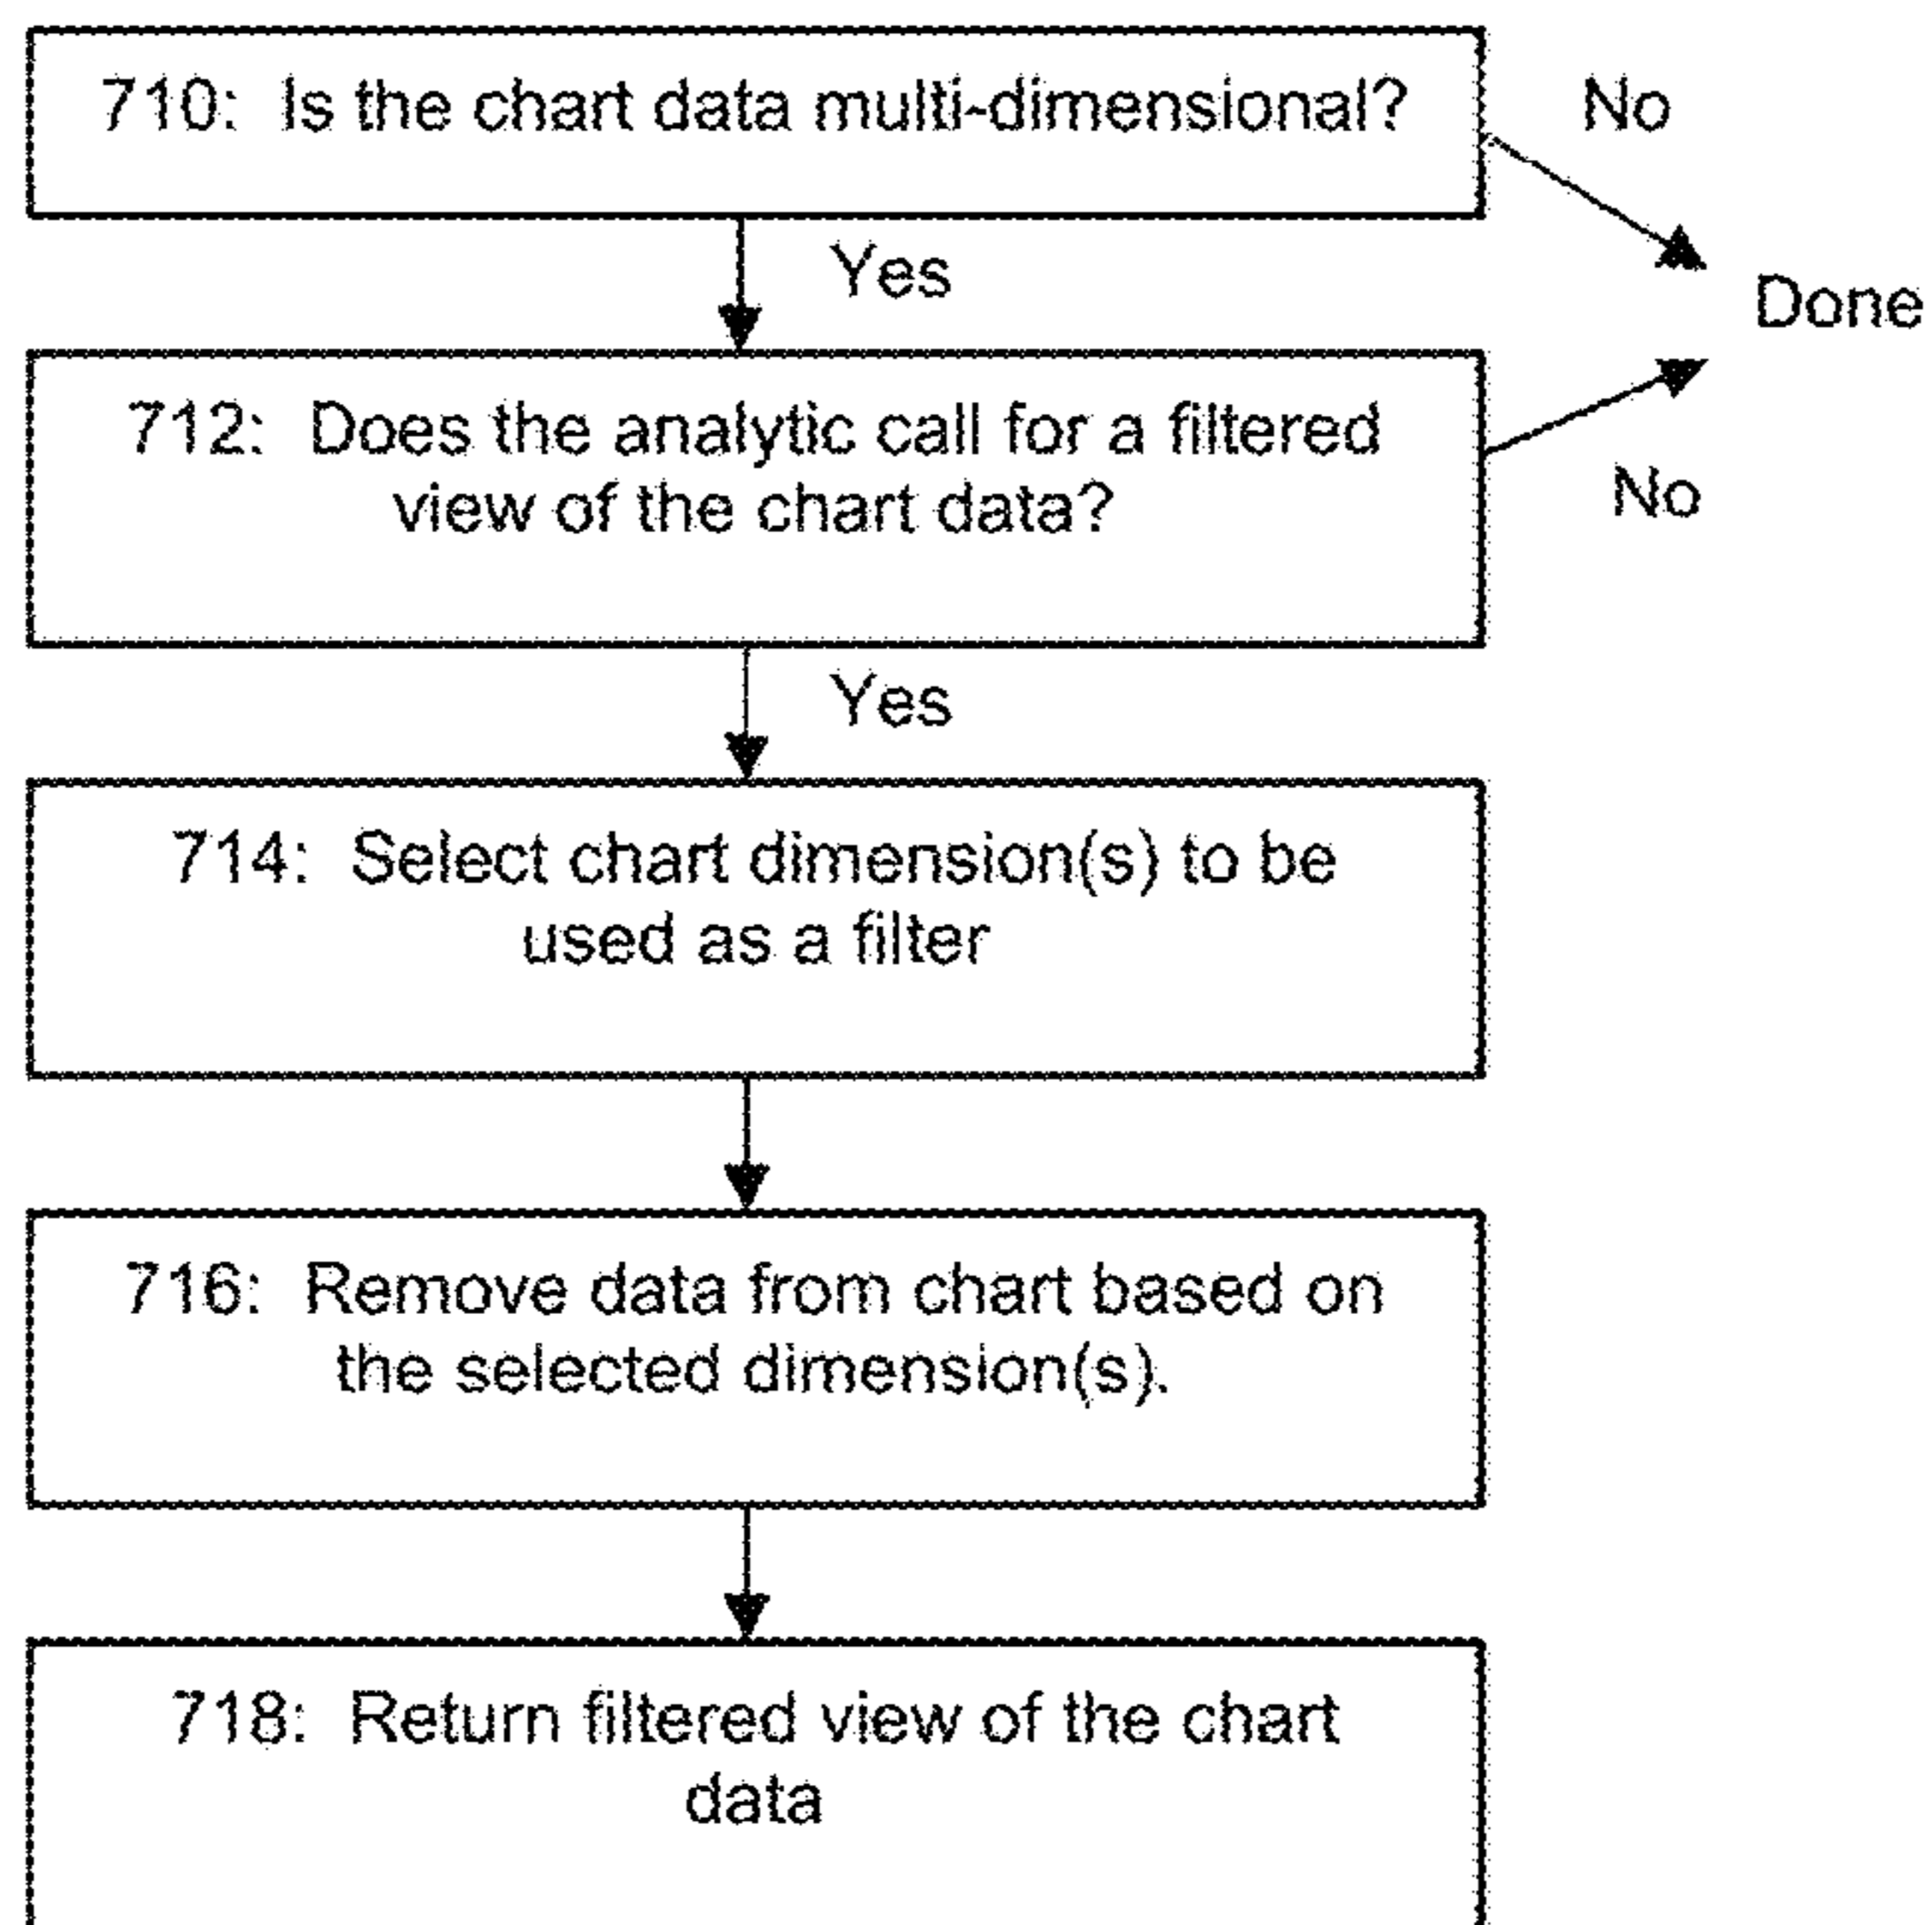 710: Is the chart data multi-dimensional?
No
Yes
Done
712: Does the analytic call for a filtered
view of the chart data?
No
Yes
714: Select chart dimension(s) to be
used as a filter
716: Remove data from chart based on
the selected dimension(s).
718: Return filtered view of the chart
data